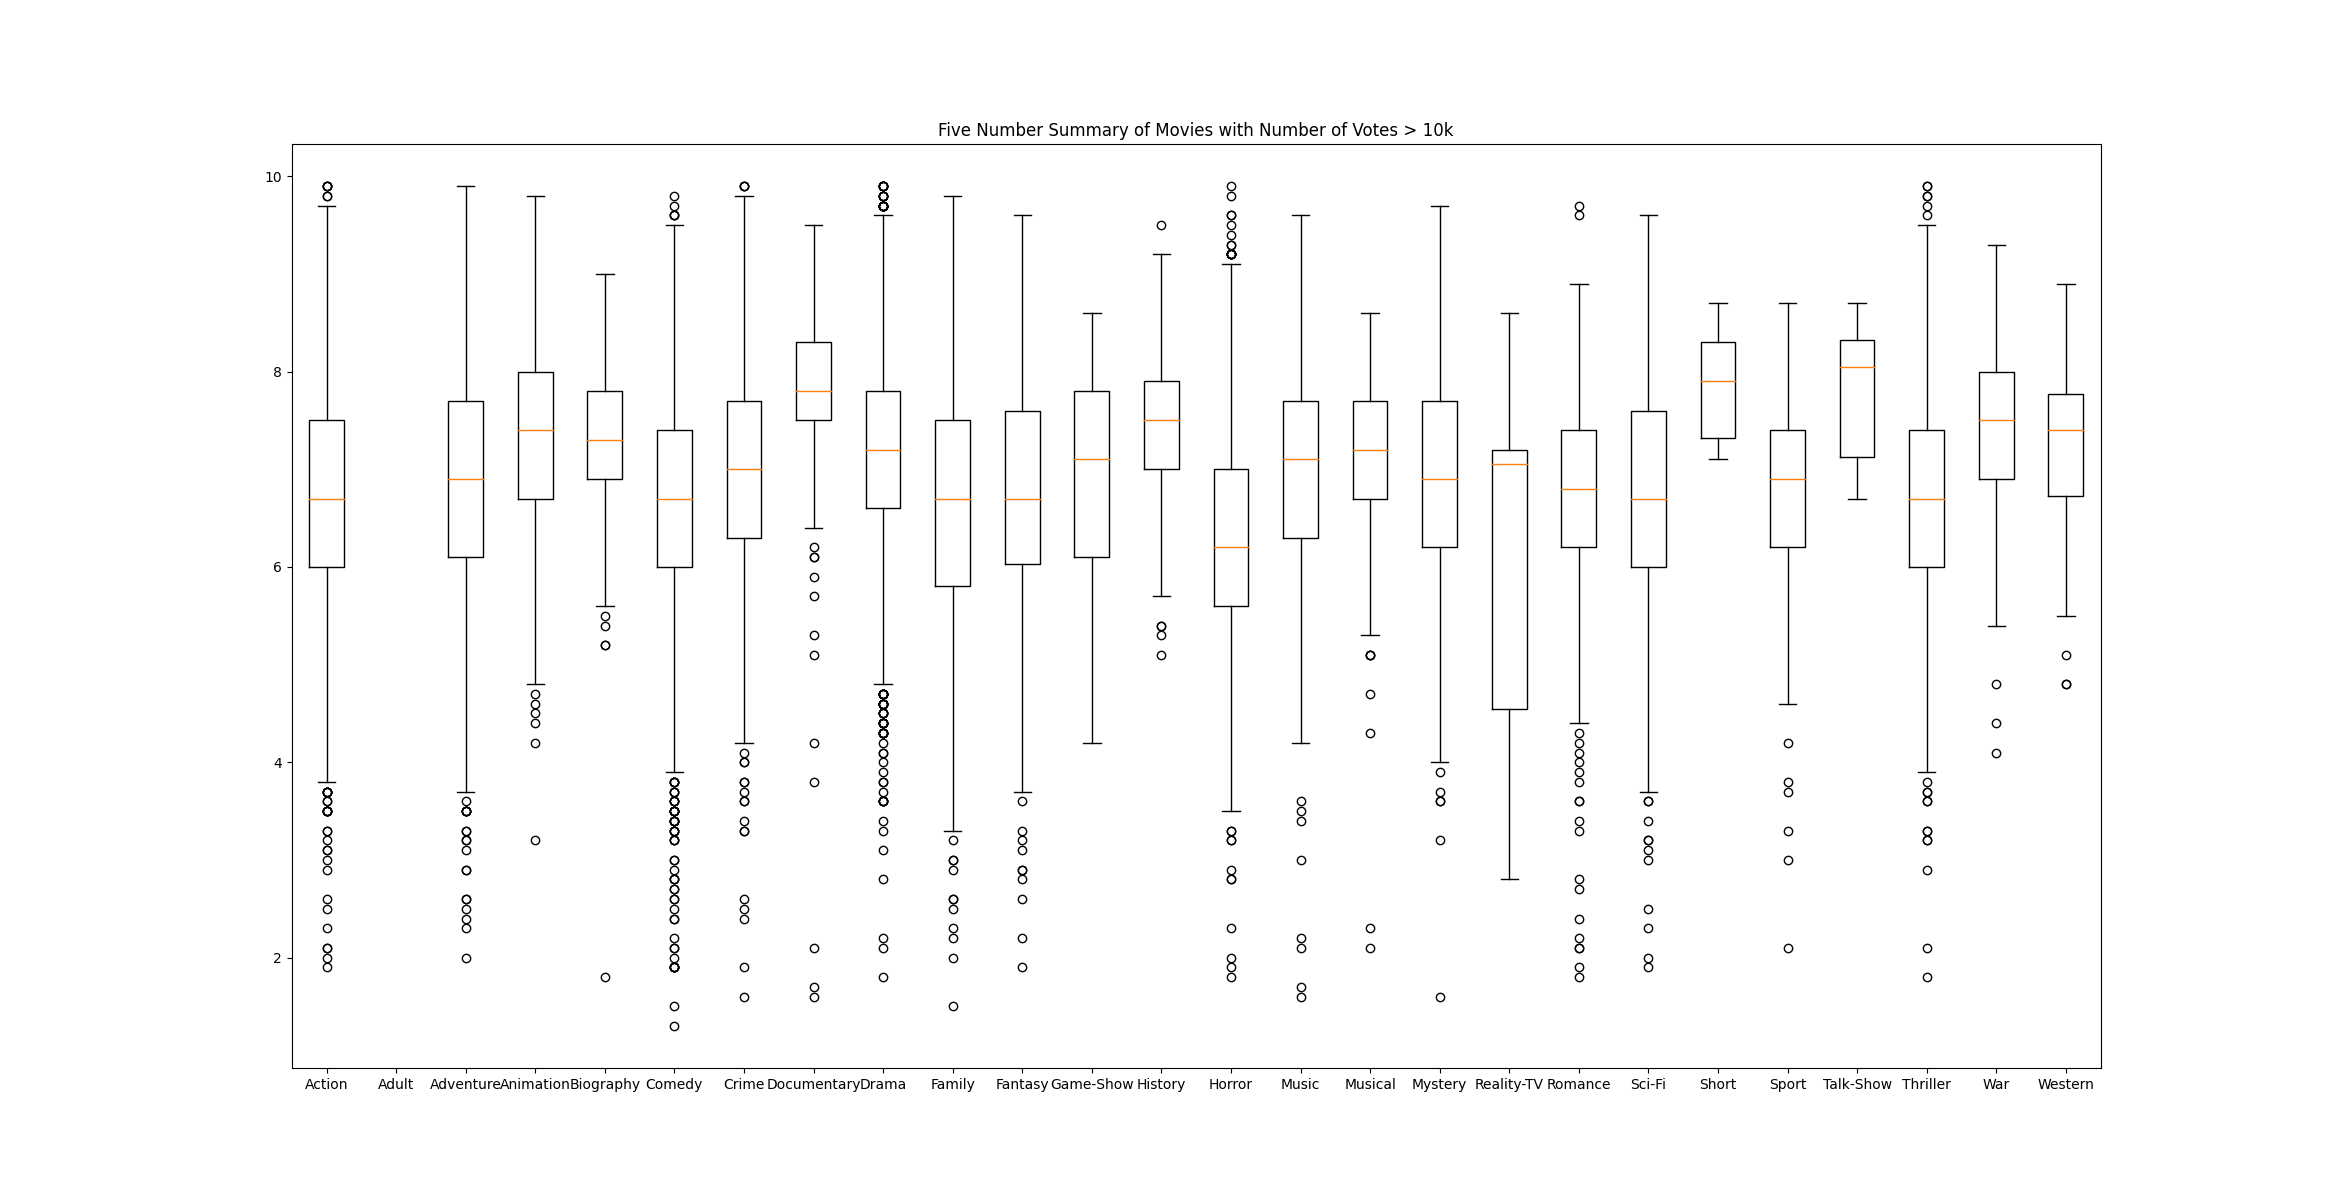 Five Number Summary of Movies with Number of Votes > 10k
10
8
6
4
2
Action Adult Adventure Animation Biography Comedy Crime Documentary Drama Family Fantasy Game-Show History Horror Music Musical Mystery Reality-TV Romance Sci-Fi Short Sport Talk-Show Thriller War Western